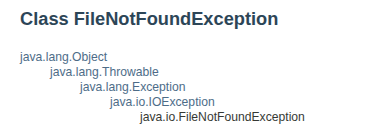 Class FileNotFoundException
java.lang.Object
java.lang.Throwable
java.lang.Exception
java.io.IOException
java.io.FileNotFoundException